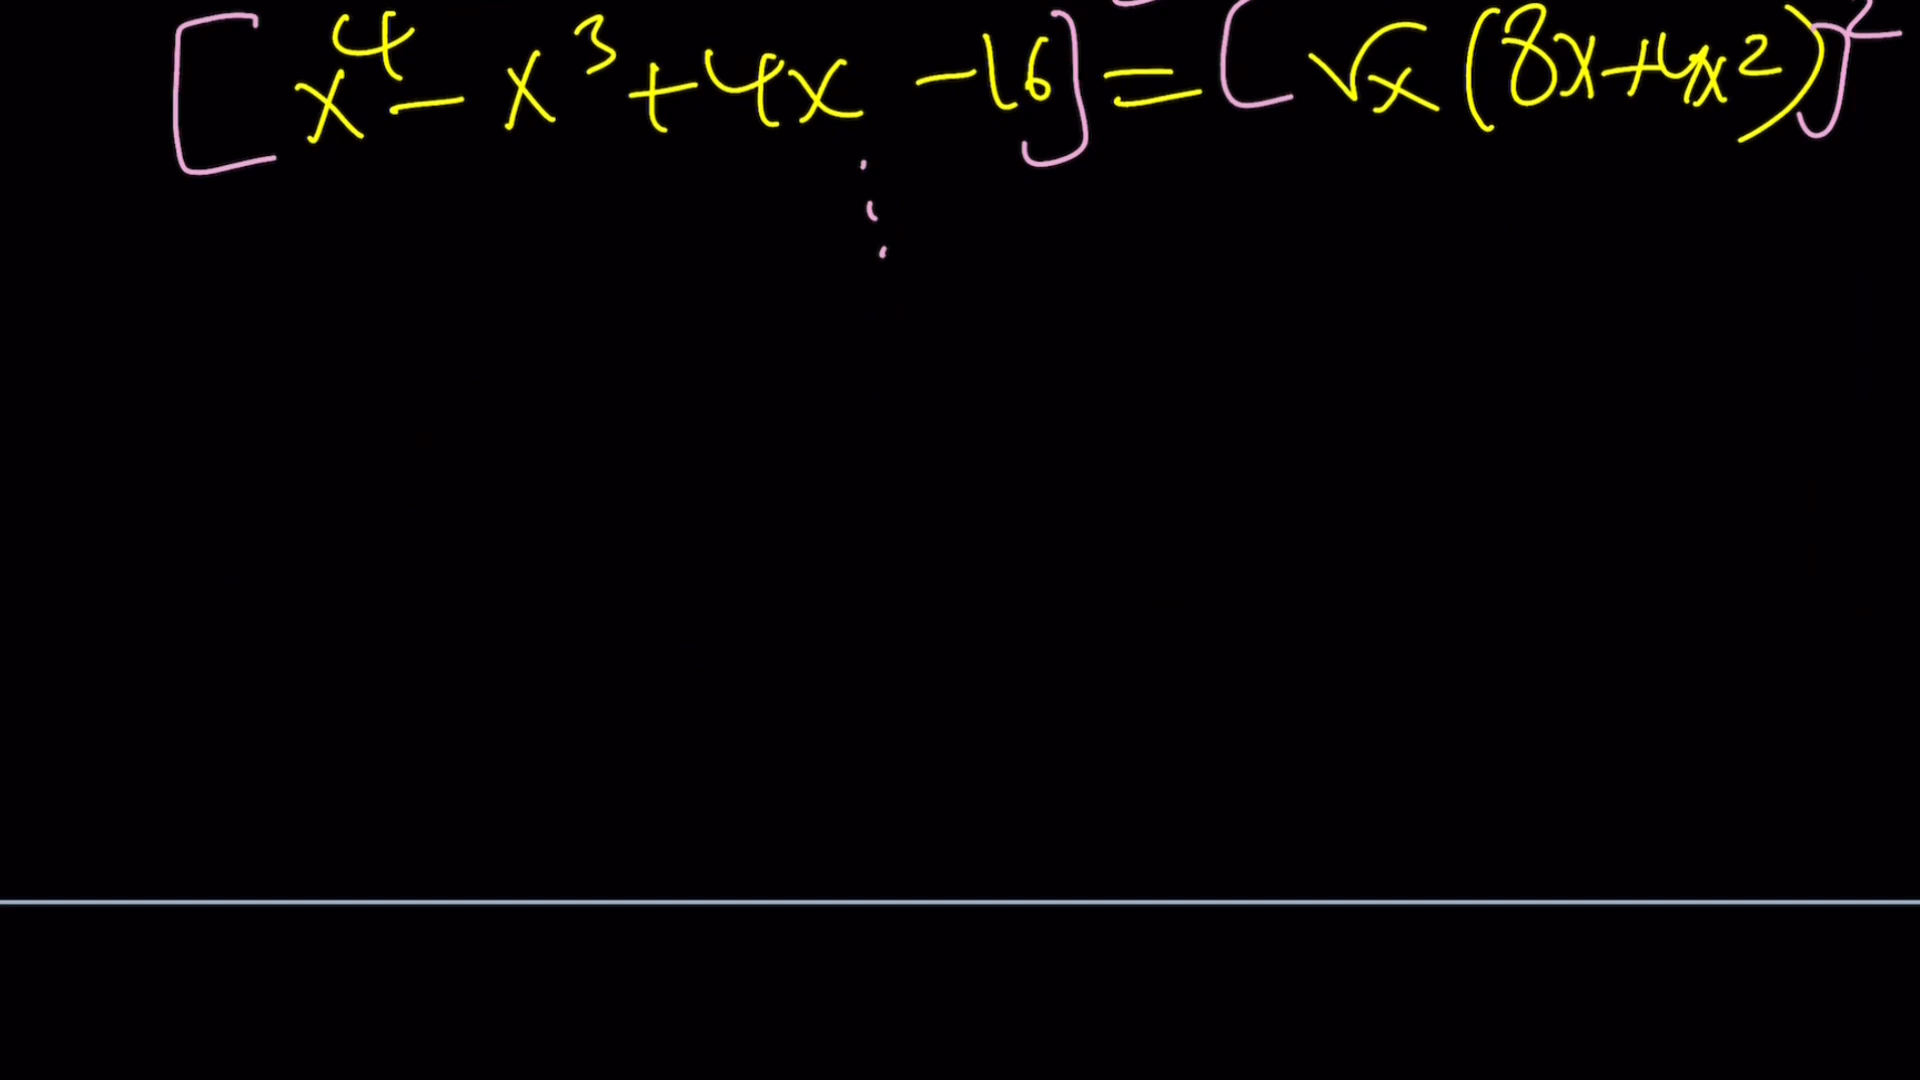 [x⁴ - x³ + 4x - 16] = [√x (8x + 4x²)]²